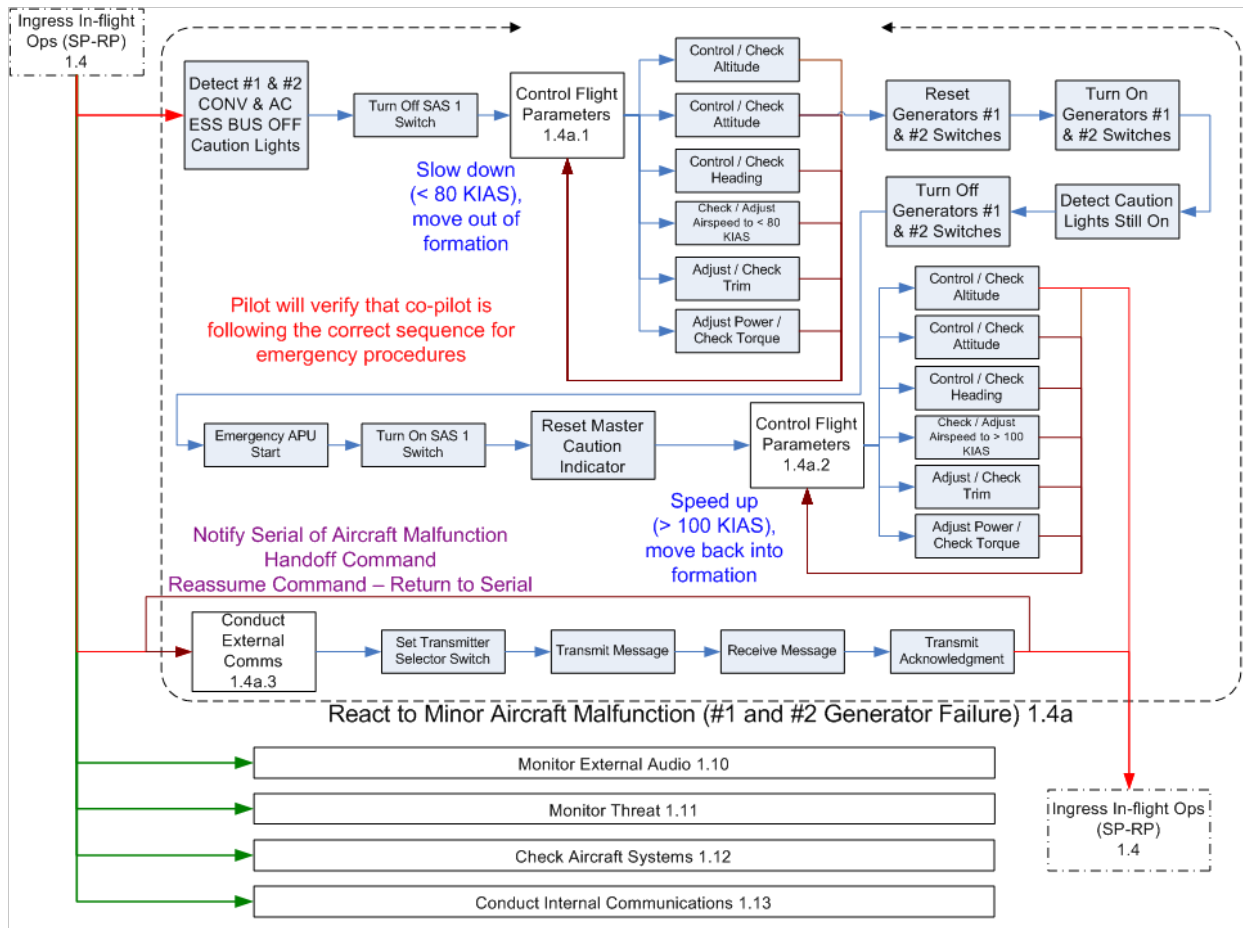 Ingress In-flight
Ops (SP-RP)
1.4
Detect #1 & #2
CONV & AC
ESS BUS OFF
Caution Lights
Turn Off SAS 1
Switch
Control Flight
Parameters
1.4a.1
Slow down
(< 80 KIAS),
move out of
formation
Control / Check
Altitude
Control / Check
Attitude
Control / Check
Heading
Check / Adjust
Airspeed to < 80
KIAS
Adjust / Check
Trim
Adjust Power /
Check Torque
Reset
Generators #1
& #2 Switches
Turn On
Generators #1
& #2 Switches
Detect Caution
Lights Still On
Turn Off
Generators #1
& #2 Switches
Pilot will verify that co-pilot is
following the correct sequence for
emergency procedures
Emergency APU
Start
Turn On SAS 1
Switch
Reset Master
Caution
Indicator
Control Flight
Parameters
1.4a.2
Speed up
(> 100 KIAS),
move back into
formation
Control / Check
Altitude
Control / Check
Attitude
Control / Check
Heading
Check / Adjust
Airspeed to > 100
KIAS
Adjust / Check
Trim
Adjust Power /
Check Torque
Notify Serial of Aircraft Malfunction
Handoff Command
Reassume Command – Return to Serial
Conduct
External
Comms
1.4a.3
Set Transmitter
Selector Switch
Transmit Message
Receive Message
Transmit
Acknowledgment
React to Minor Aircraft Malfunction (#1 and #2 Generator Failure) 1.4a
Monitor External Audio 1.10
Monitor Threat 1.11
Check Aircraft Systems 1.12
Conduct Internal Communications 1.13
Ingress In-flight Ops
(SP-RP)
1.4